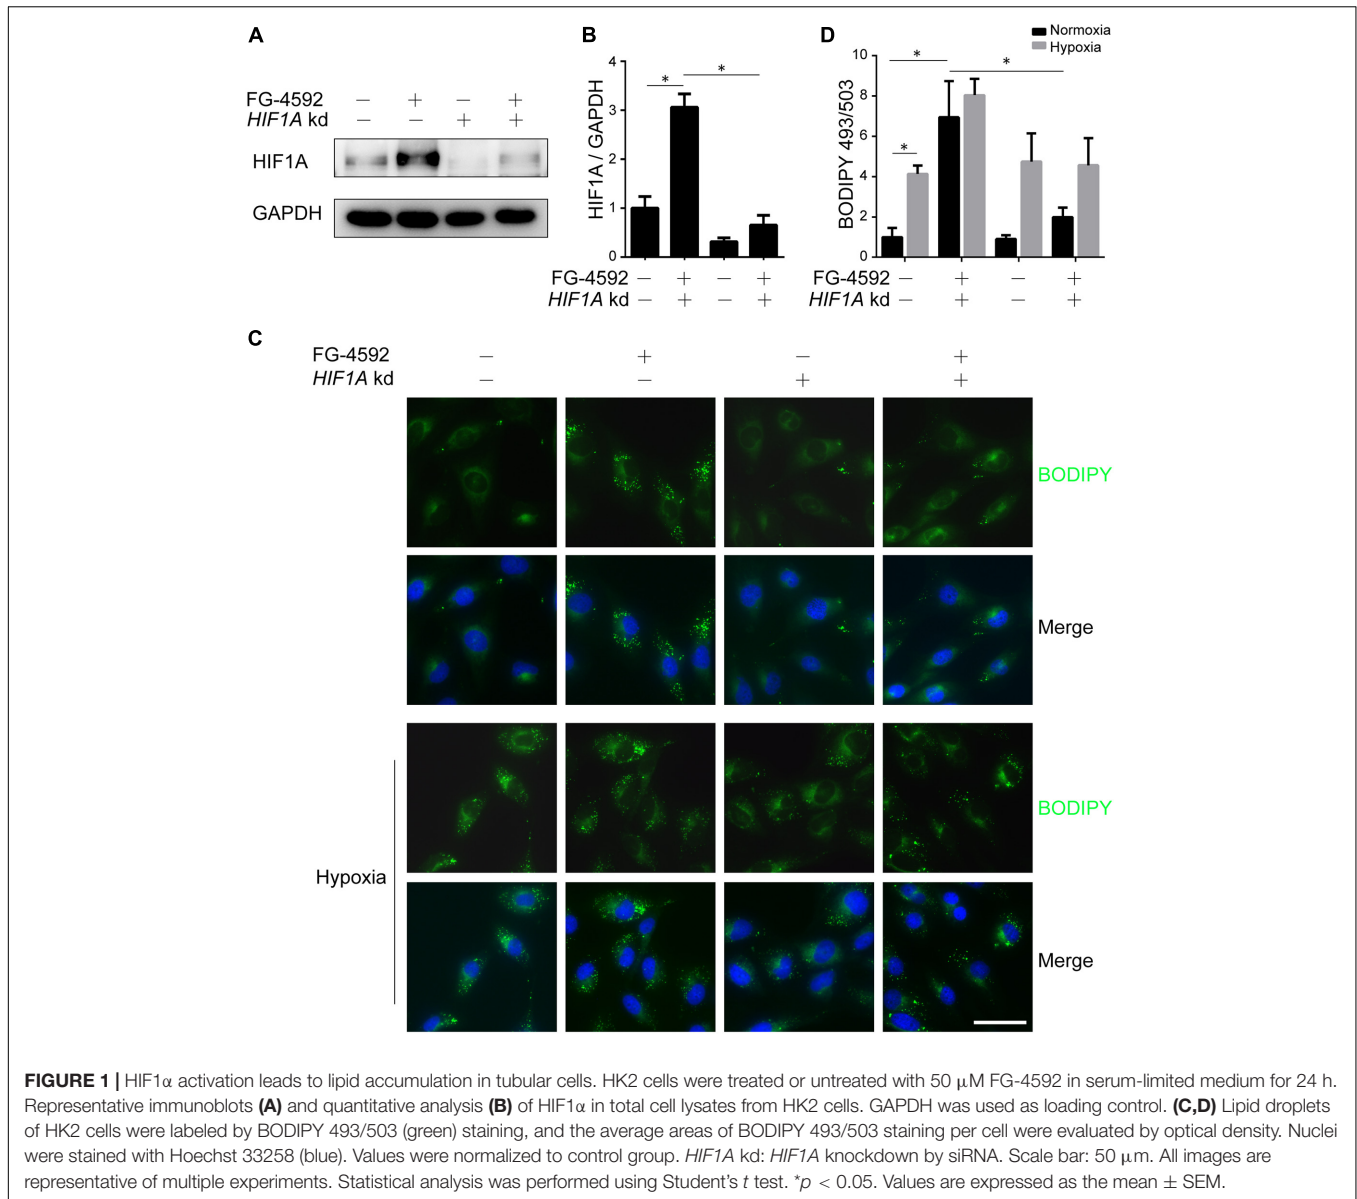 A
FG-4592 − + − +
HIF1A kd − − + +
HIF1A
GAPDH
B
HIF1A / GAPDH
4
3
2
1
0
* *
FG-4592 − + − +
HIF1A kd − + − +
D
Normoxia
Hypoxia
BODIPY 493/503
10
8
6
4
2
0
* * *
FG-4592 − + − +
HIF1A kd − + − +
C
FG-4592 − + − +
HIF1A kd − − + +
BODIPY
Merge
Hypoxia
BODIPY
Merge
FIGURE 1 | HIF1α activation leads to lipid accumulation in tubular cells. HK2 cells were treated or untreated with 50 μM FG-4592 in serum-limited medium for 24 h.
Representative immunoblots (A) and quantitative analysis (B) of HIF1α in total cell lysates from HK2 cells. GAPDH was used as loading control. (C,D) Lipid droplets
of HK2 cells were labeled by BODIPY 493/503 (green) staining, and the average areas of BODIPY 493/503 staining per cell were evaluated by optical density. Nuclei
were stained with Hoechst 33258 (blue). Values were normalized to control group. HIF1A kd: HIF1A knockdown by siRNA. Scale bar: 50 μm. All images are
representative of multiple experiments. Statistical analysis was performed using Student's t test. *p < 0.05. Values are expressed as the mean ± SEM.